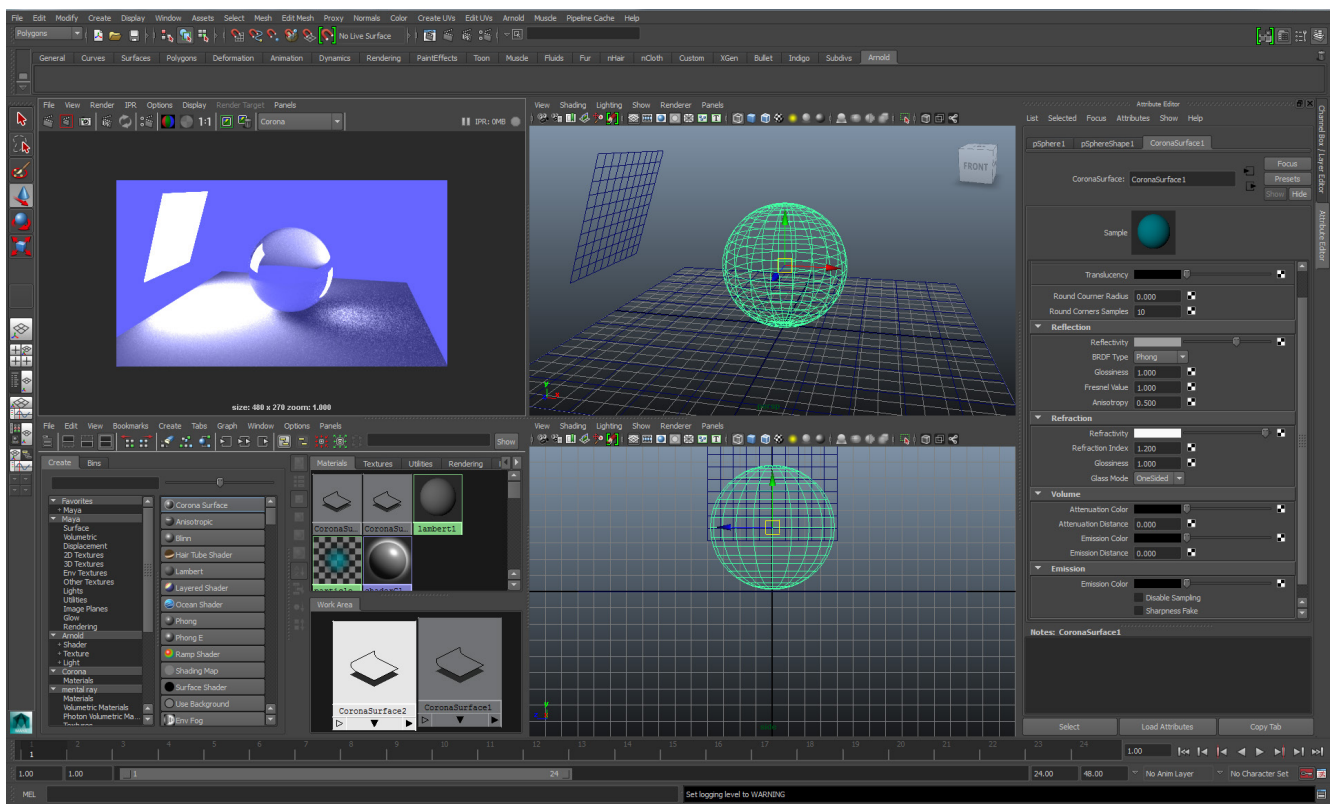 File Edit Modify Create Display Window Assets Select Mesh Edit Mesh Proxy Normals Color Create UVs Edit UVs Arnold Muscle Pipeline Cache Help
Polygons No Live Surface
General Curves Surfaces Polygons Deformation Animation Dynamics Rendering PaintEffects Toon Muscle Fluids Fur nHair nCloth Custom XGen Bullet Indigo Subdivs Arnold
File View Render IPR Options Display Render Target Panels
1:1 Corona IPR: 0MB
size: 480 x 270 zoom: 1.000
View Shading Lighting Show Renderer Panels
FRONT
y x
File Edit View Bookmarks Create Tabs Graph Window Options Panels
Show
Create Bins
Favorites
+ Maya
Maya
Surface
Volumetric
Displacement
2D Textures
3D Textures
Env Textures
Other Textures
Lights
Utilities
Image Planes
Glow
Rendering
Arnold
+ Shader
+ Texture
+ Light
Corona
Materials
mental ray
Materials
Volumetric Materials
Photon Volumetric Ma...
Corona Surface
Anisotropic
Blinn
Hair Tube Shader
Lambert
Layered Shader
Ocean Shader
Phong
Phong E
Ramp Shader
Shading Map
Surface Shader
Use Background
Env Fog
Materials Textures Utilities Rendering
CoronaSu... CoronaSu... lambert1
Work Area
CoronaSurface2 CoronaSurface1
View Shading Lighting Show Renderer Panels
Attribute Editor
List Selected Focus Attributes Show Help
pSphere1 pSphereShape1 CoronaSurface1
Focus
CoronaSurface: CoronaSurface1 Presets
Show Hide
Sample
Translucency
Round Courner Radius 0.000
Round Corners Samples 10
Reflection
Reflectivity
BRDF Type Phong
Glossiness 1.000
Fresnel Value 1.000
Anisotropy 0.500
Refraction
Refractivity
Refraction Index 1.200
Glossiness 1.000
Glass Mode OneSided
Volume
Attenuation Color
Attenuation Distance 0.000
Emission Color
Emission Distance 0.000
Emission
Emission Color
Disable Sampling
Sharpness Fake
Notes: CoronaSurface1
Select Load Attributes Copy Tab
Channel Box / Layer Editor
Attribute Editor
1 2 3 4 5 6 7 8 9 10 11 12 13 14 15 16 17 18 19 20 21 22 23 24
1 1.00
1.00 1.00 1 24 24.00 48.00 No Anim Layer No Character Set
MEL Set logging level to WARNING